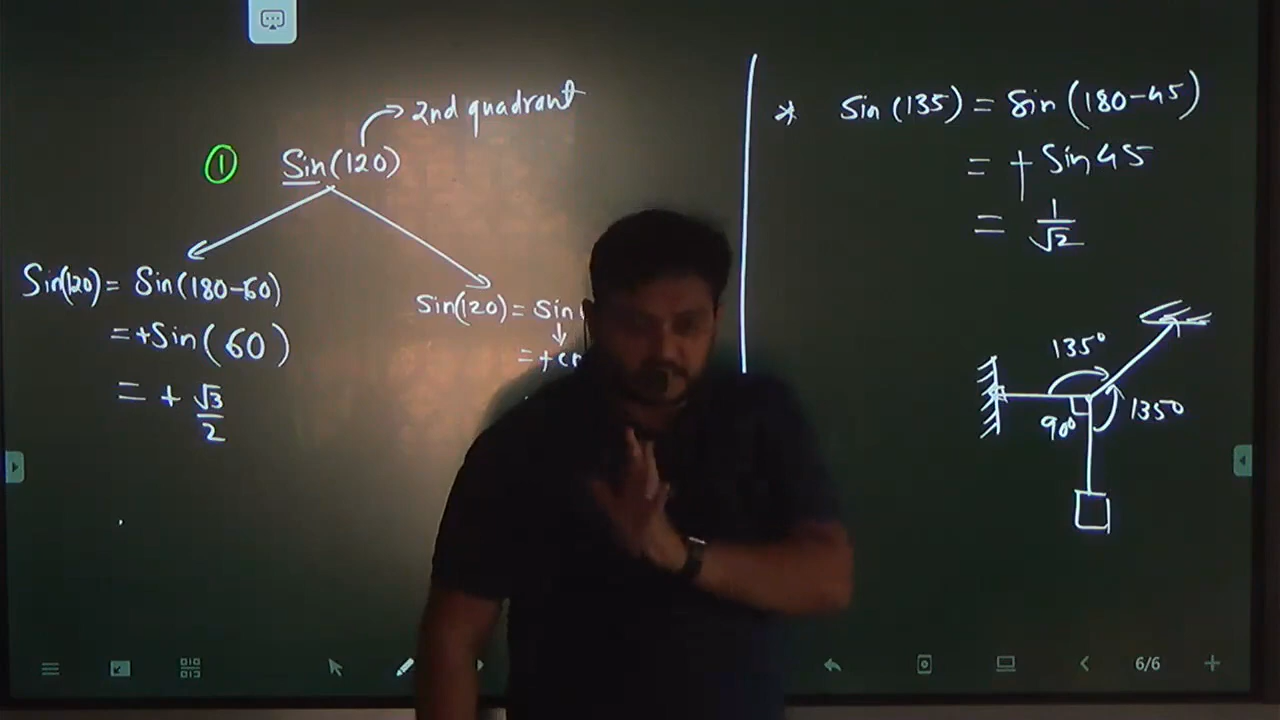 2nd quadrant
① Sin(120)
Sin(120) = Sin(180-60)
= +Sin(60)
= + √3/2
Sin(120) = Sin
= +
* Sin(135) = Sin(180-45)
= + Sin 45
= 1/√2
135°
90°
135°
6/6